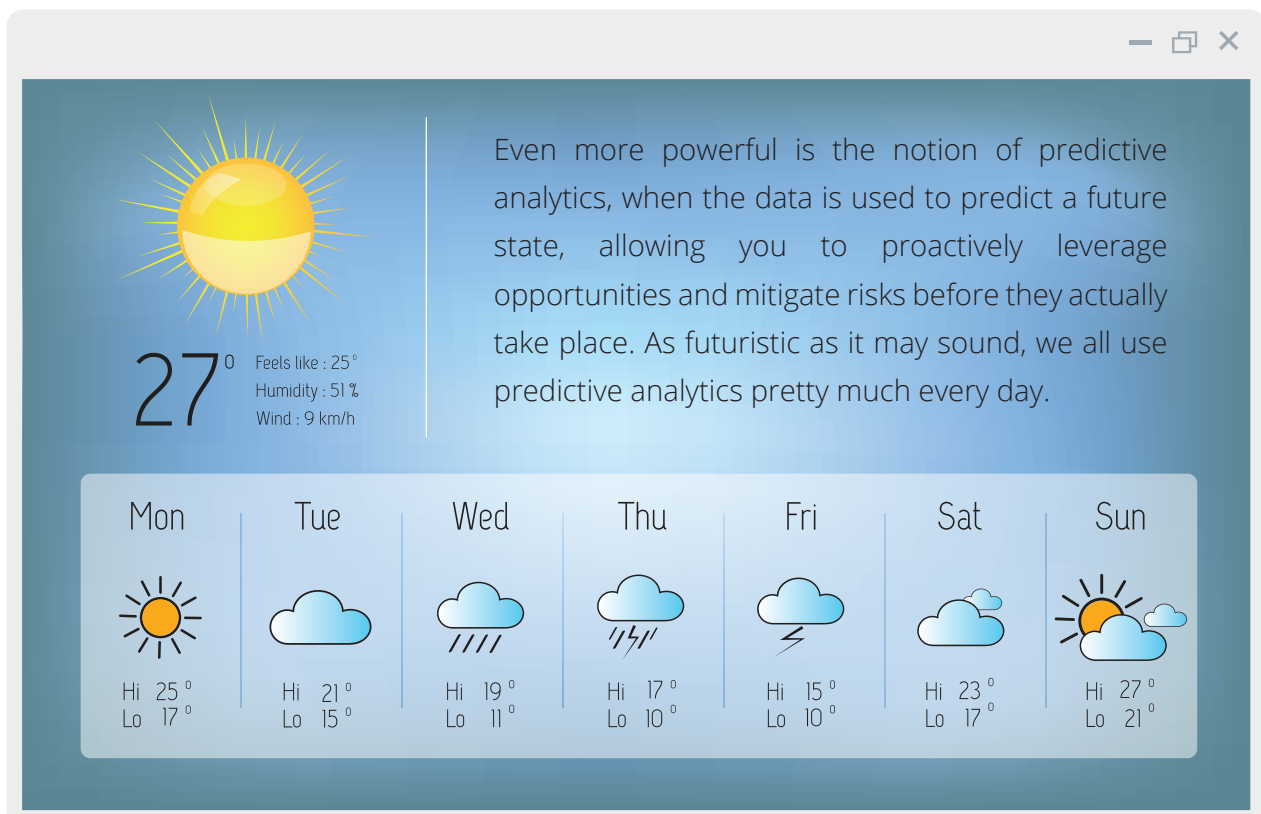 Even more powerful is the notion of predictive
analytics, when the data is used to predict a future
state, allowing you to proactively leverage
opportunities and mitigate risks before they actually
take place. As futuristic as it may sound, we all use
predictive analytics pretty much every day.
27°
Feels like : 25°
Humidity : 51 %
Wind : 9 km/h
Mon
Hi 25°
Lo 17°
Tue
Hi 21°
Lo 15°
Wed
Hi 19°
Lo 11°
Thu
Hi 17°
Lo 10°
Fri
Hi 15°
Lo 10°
Sat
Hi 23°
Lo 17°
Sun
Hi 27°
Lo 21°